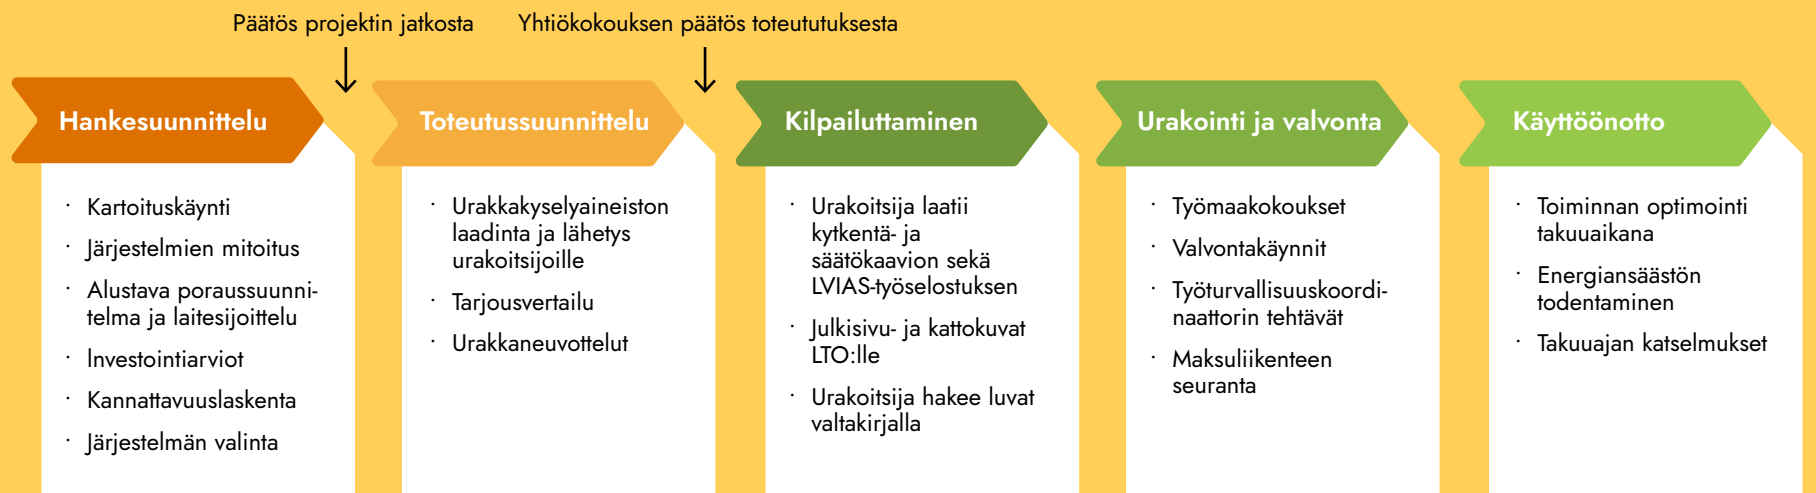 Päätös projektin jatkosta
Yhtiökokouksen päätös toteututuksesta
Hankesuunnittelu
· Kartoituskäynti
· Järjestelmien mitoitus
· Alustava poraussuunni-
telma ja laitesijoittelu
· Investointiarviot
· Kannattavuuslaskenta
· Järjestelmän valinta
Toteutussuunnittelu
· Urakkakyselyaineiston
laadinta ja lähetys
urakoitsijoille
· Tarjousvertailu
· Urakkaneuvottelut
Kilpailuttaminen
· Urakoitsija laatii
kytkentä- ja
säätökaavion sekä
LVIAS-työselostuksen
· Julkisivu- ja kattokuvat
LTO:lle
· Urakoitsija hakee luvat
valtakirjalla
Urakointi ja valvonta
· Työmaakokoukset
· Valvontakäynnit
· Työturvallisuuskoordi-
naattorin tehtävät
· Maksuliikenteen
seuranta
Käyttöönotto
· Toiminnan optimointi
takuuaikana
· Energiansäästön
todentaminen
· Takuuajan katselmukset